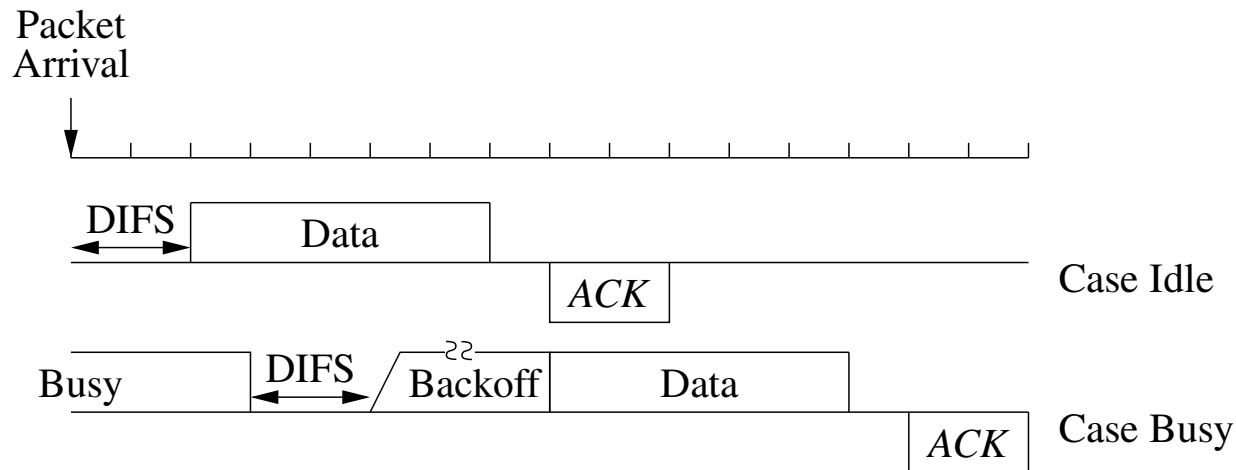 Packet
Arrival
DIFS
Data
ACK
Case Idle
Busy
DIFS
Backoff
Data
ACK
Case Busy